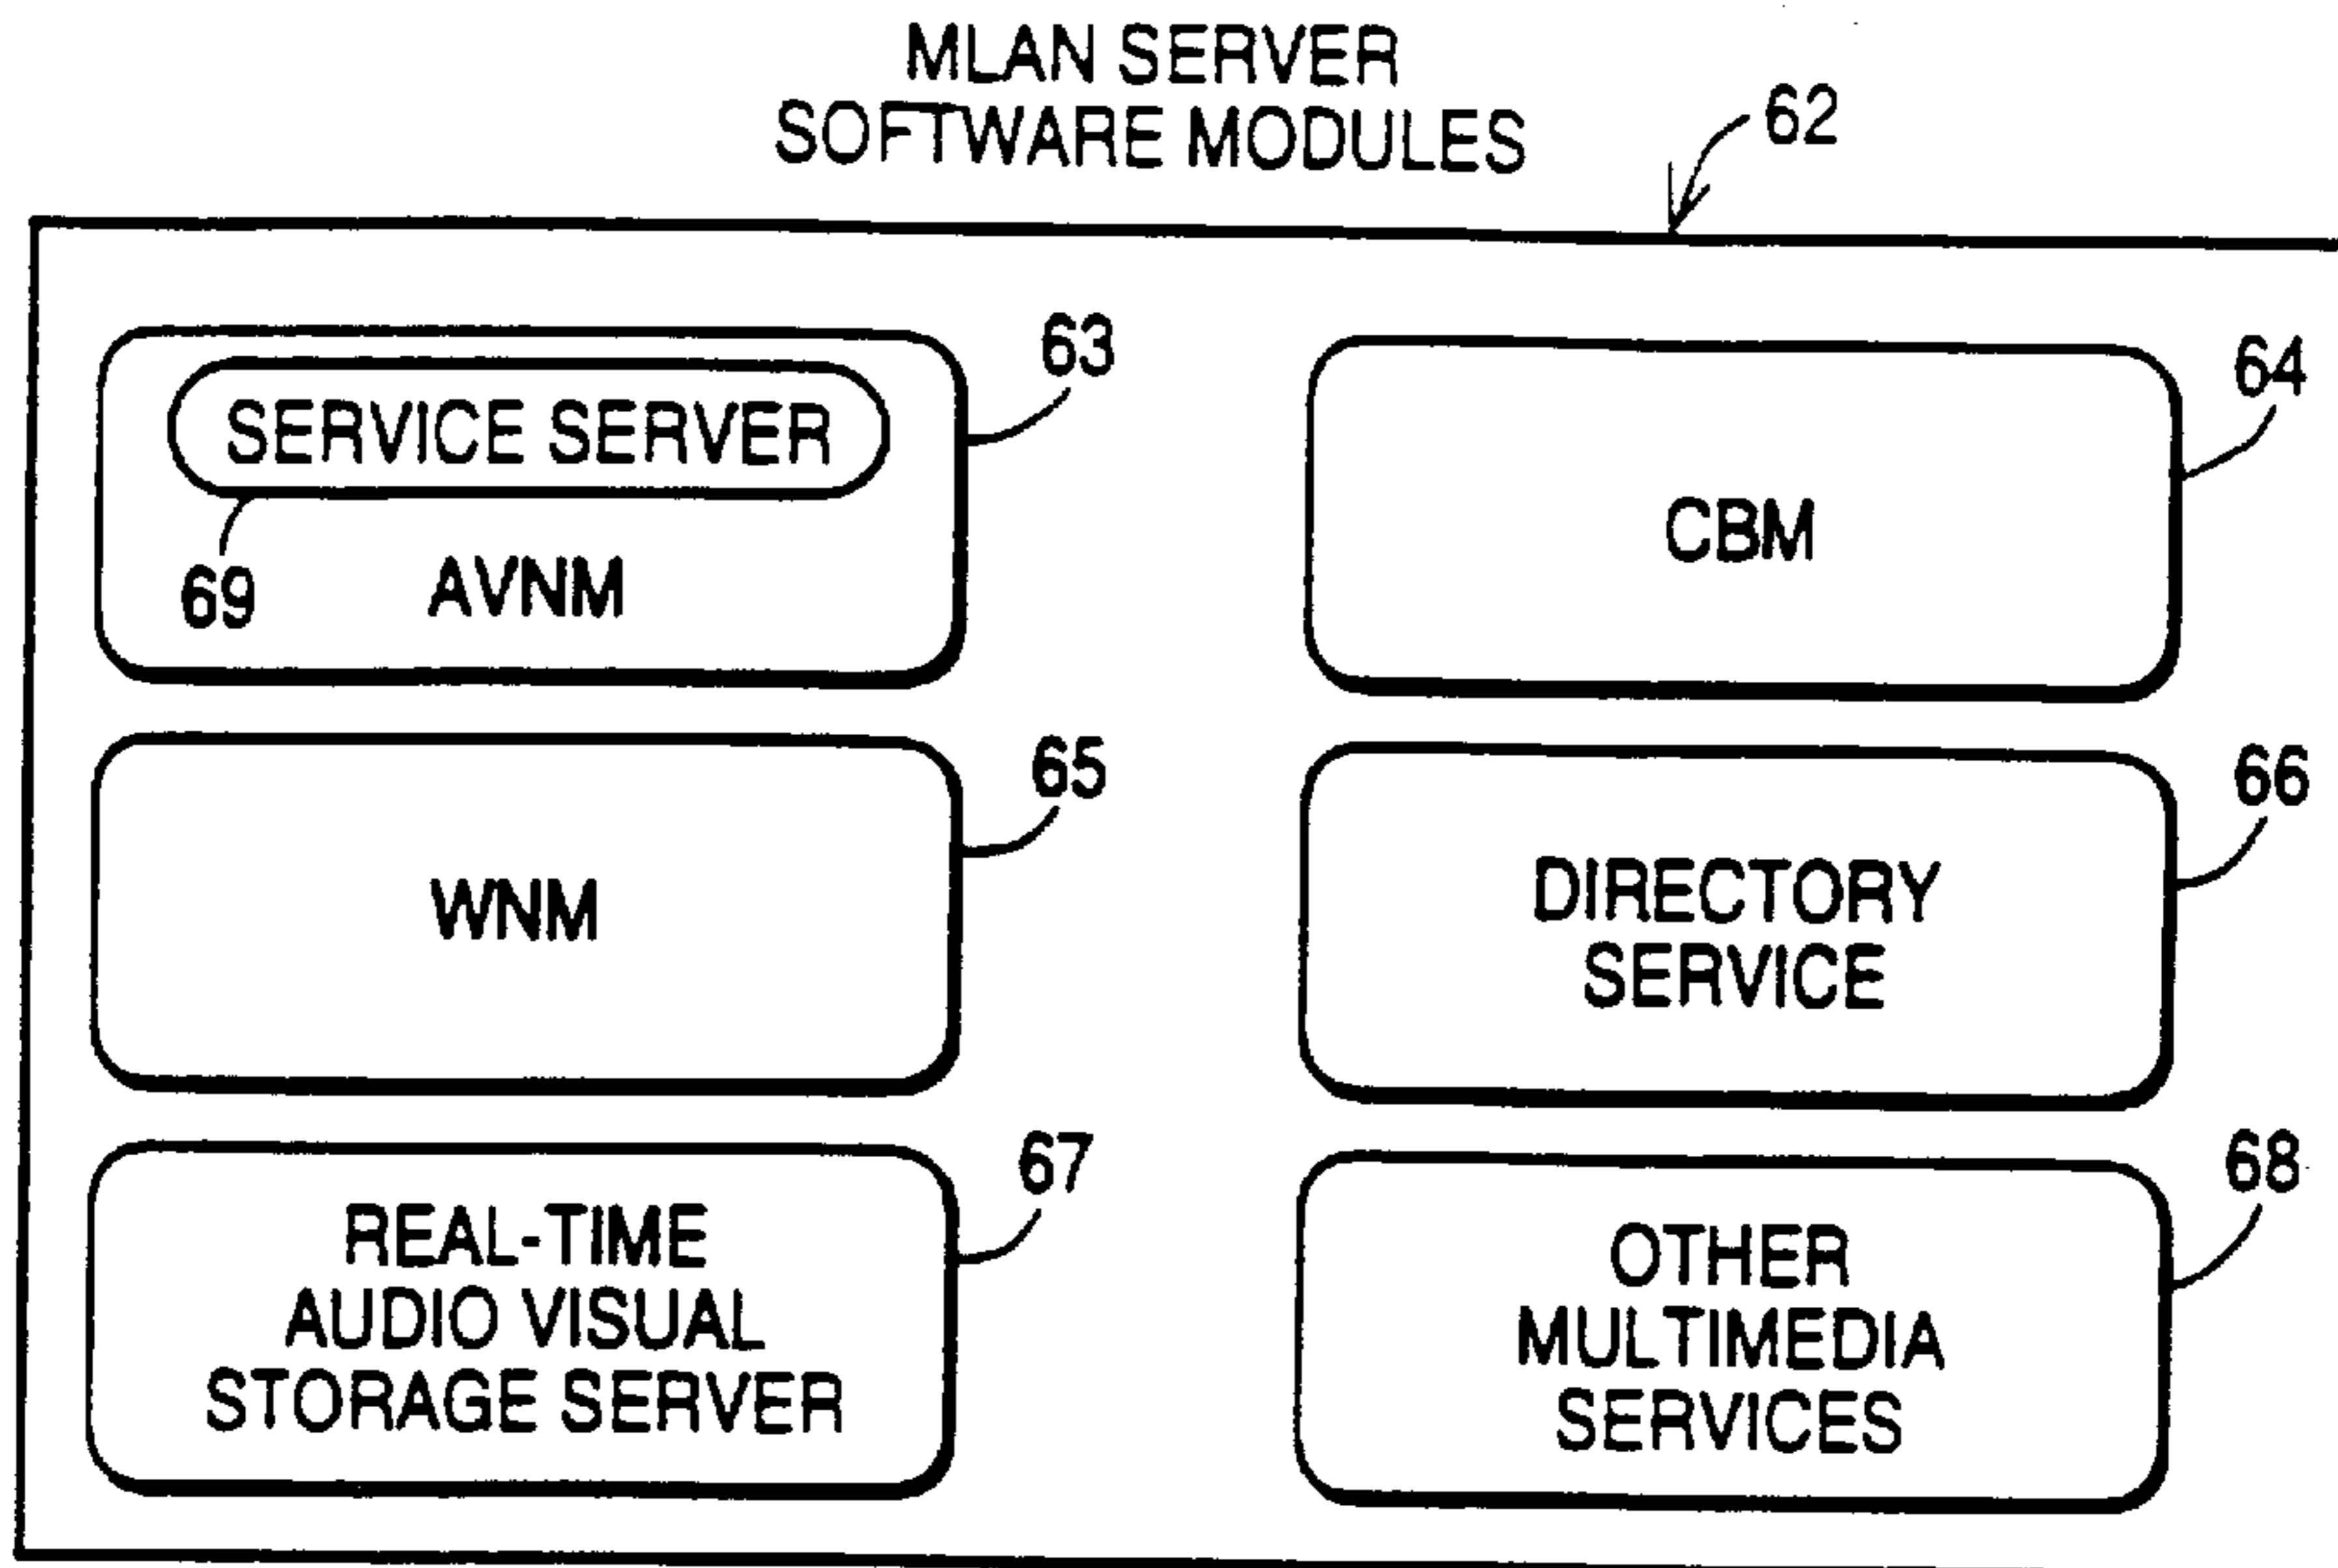 MLAN SERVER
SOFTWARE MODULES
62
63
SERVICE SERVER
69
AVNM
64
CBM
65
WNM
66
DIRECTORY
SERVICE
67
REAL-TIME
AUDIO VISUAL
STORAGE SERVER
68
OTHER
MULTIMEDIA
SERVICES